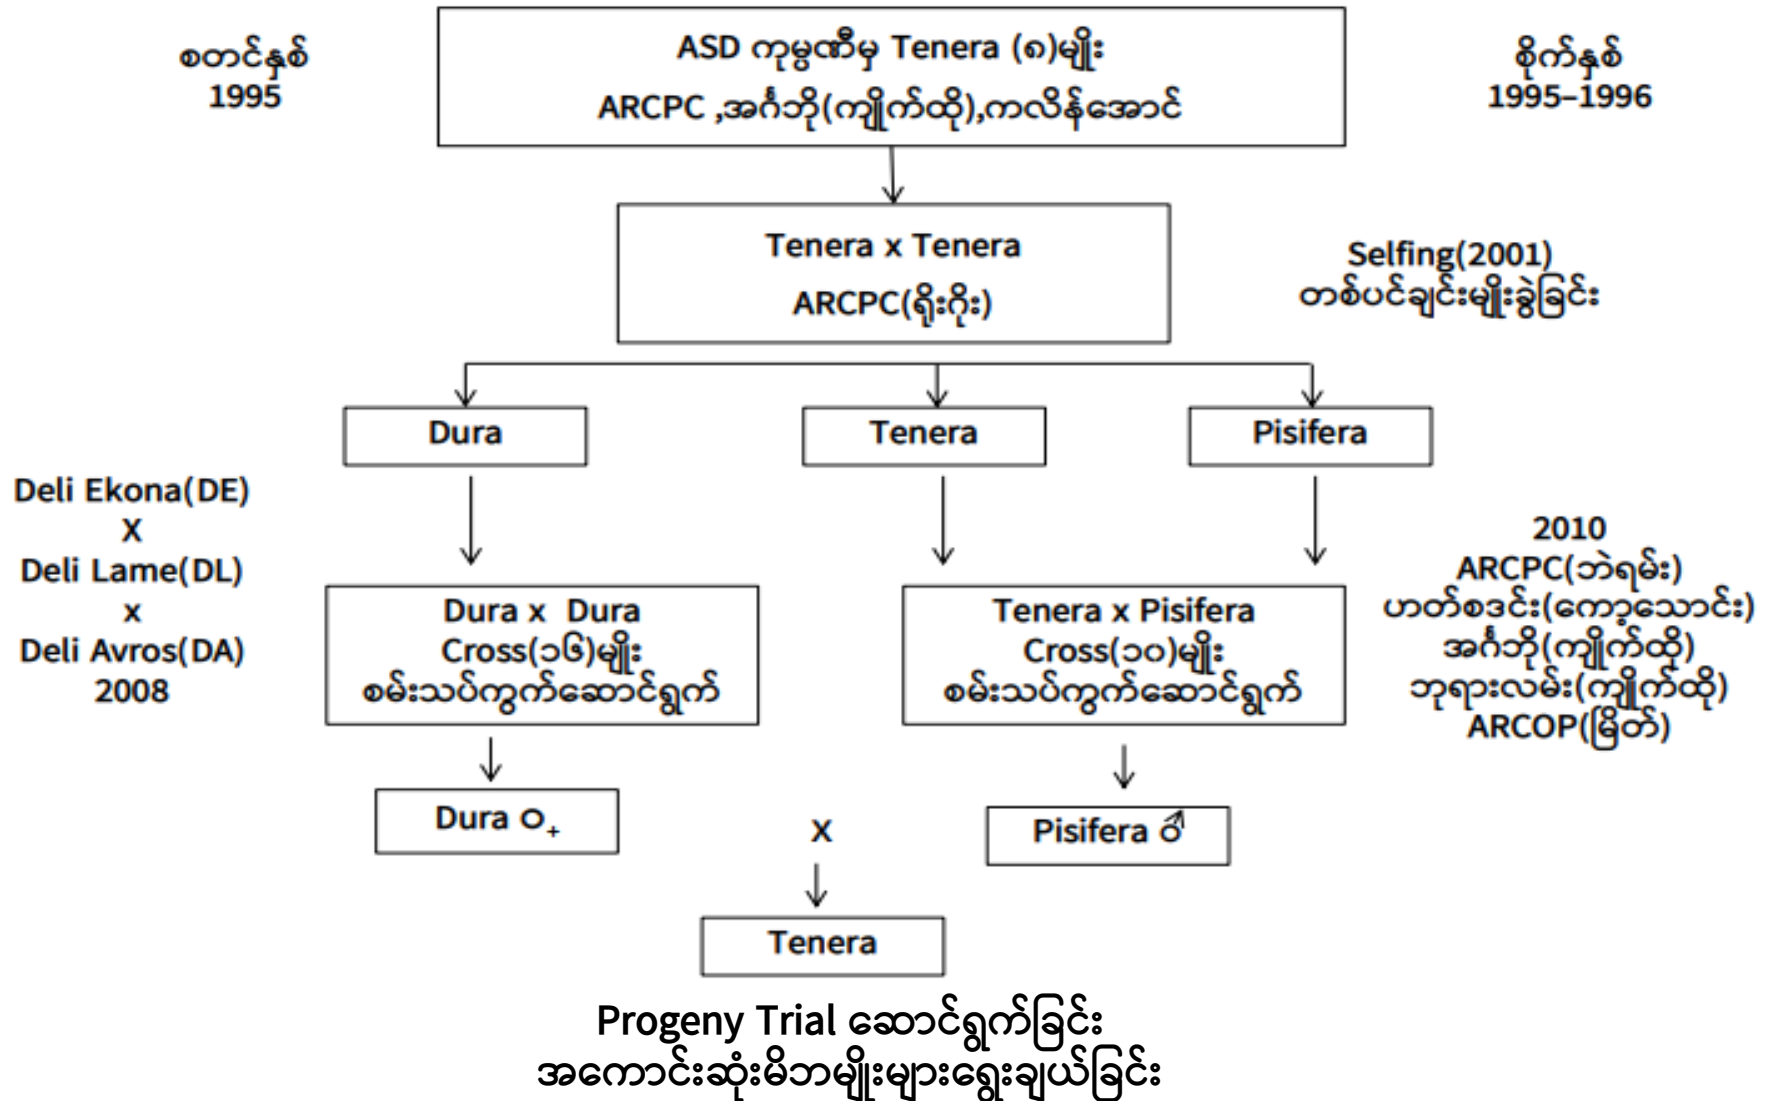 စတင်နှစ်
1995
ASD ကုမ္ပဏီမှ Tenera (၈)မျိုး
ARCPC ,အင်္ဂဘို(ကျိုက်ထို),ကလိန်အောင်
စိုက်နှစ်
1995–1996
Tenera x Tenera
ARCPC(ရိုးဂိုး)
Selfing(2001)
တစ်ပင်ချင်းမျိုးခွဲခြင်း
Dura
Tenera
Pisifera
Deli Ekona(DE)
X
Deli Lame(DL)
x
Deli Avros(DA)
2008
Dura x Dura
Cross(၁၆)မျိုး
စမ်းသပ်ကွက်ဆောင်ရွက်
Tenera x Pisifera
Cross(၁၀)မျိုး
စမ်းသပ်ကွက်ဆောင်ရွက်
2010
ARCPC(ဘဲရမ်း)
ဟတ်စဒင်း(ကော့သောင်း)
အင်္ဂဘို(ကျိုက်ထို)
ဘုရားလမ်း(ကျိုက်ထို)
ARCOP(မြိတ်)
Dura ♀
X
Pisifera ♂
Tenera
Progeny Trial ဆောင်ရွက်ခြင်း
အကောင်းဆုံးမိဘမျိုးများရွေးချယ်ခြင်း